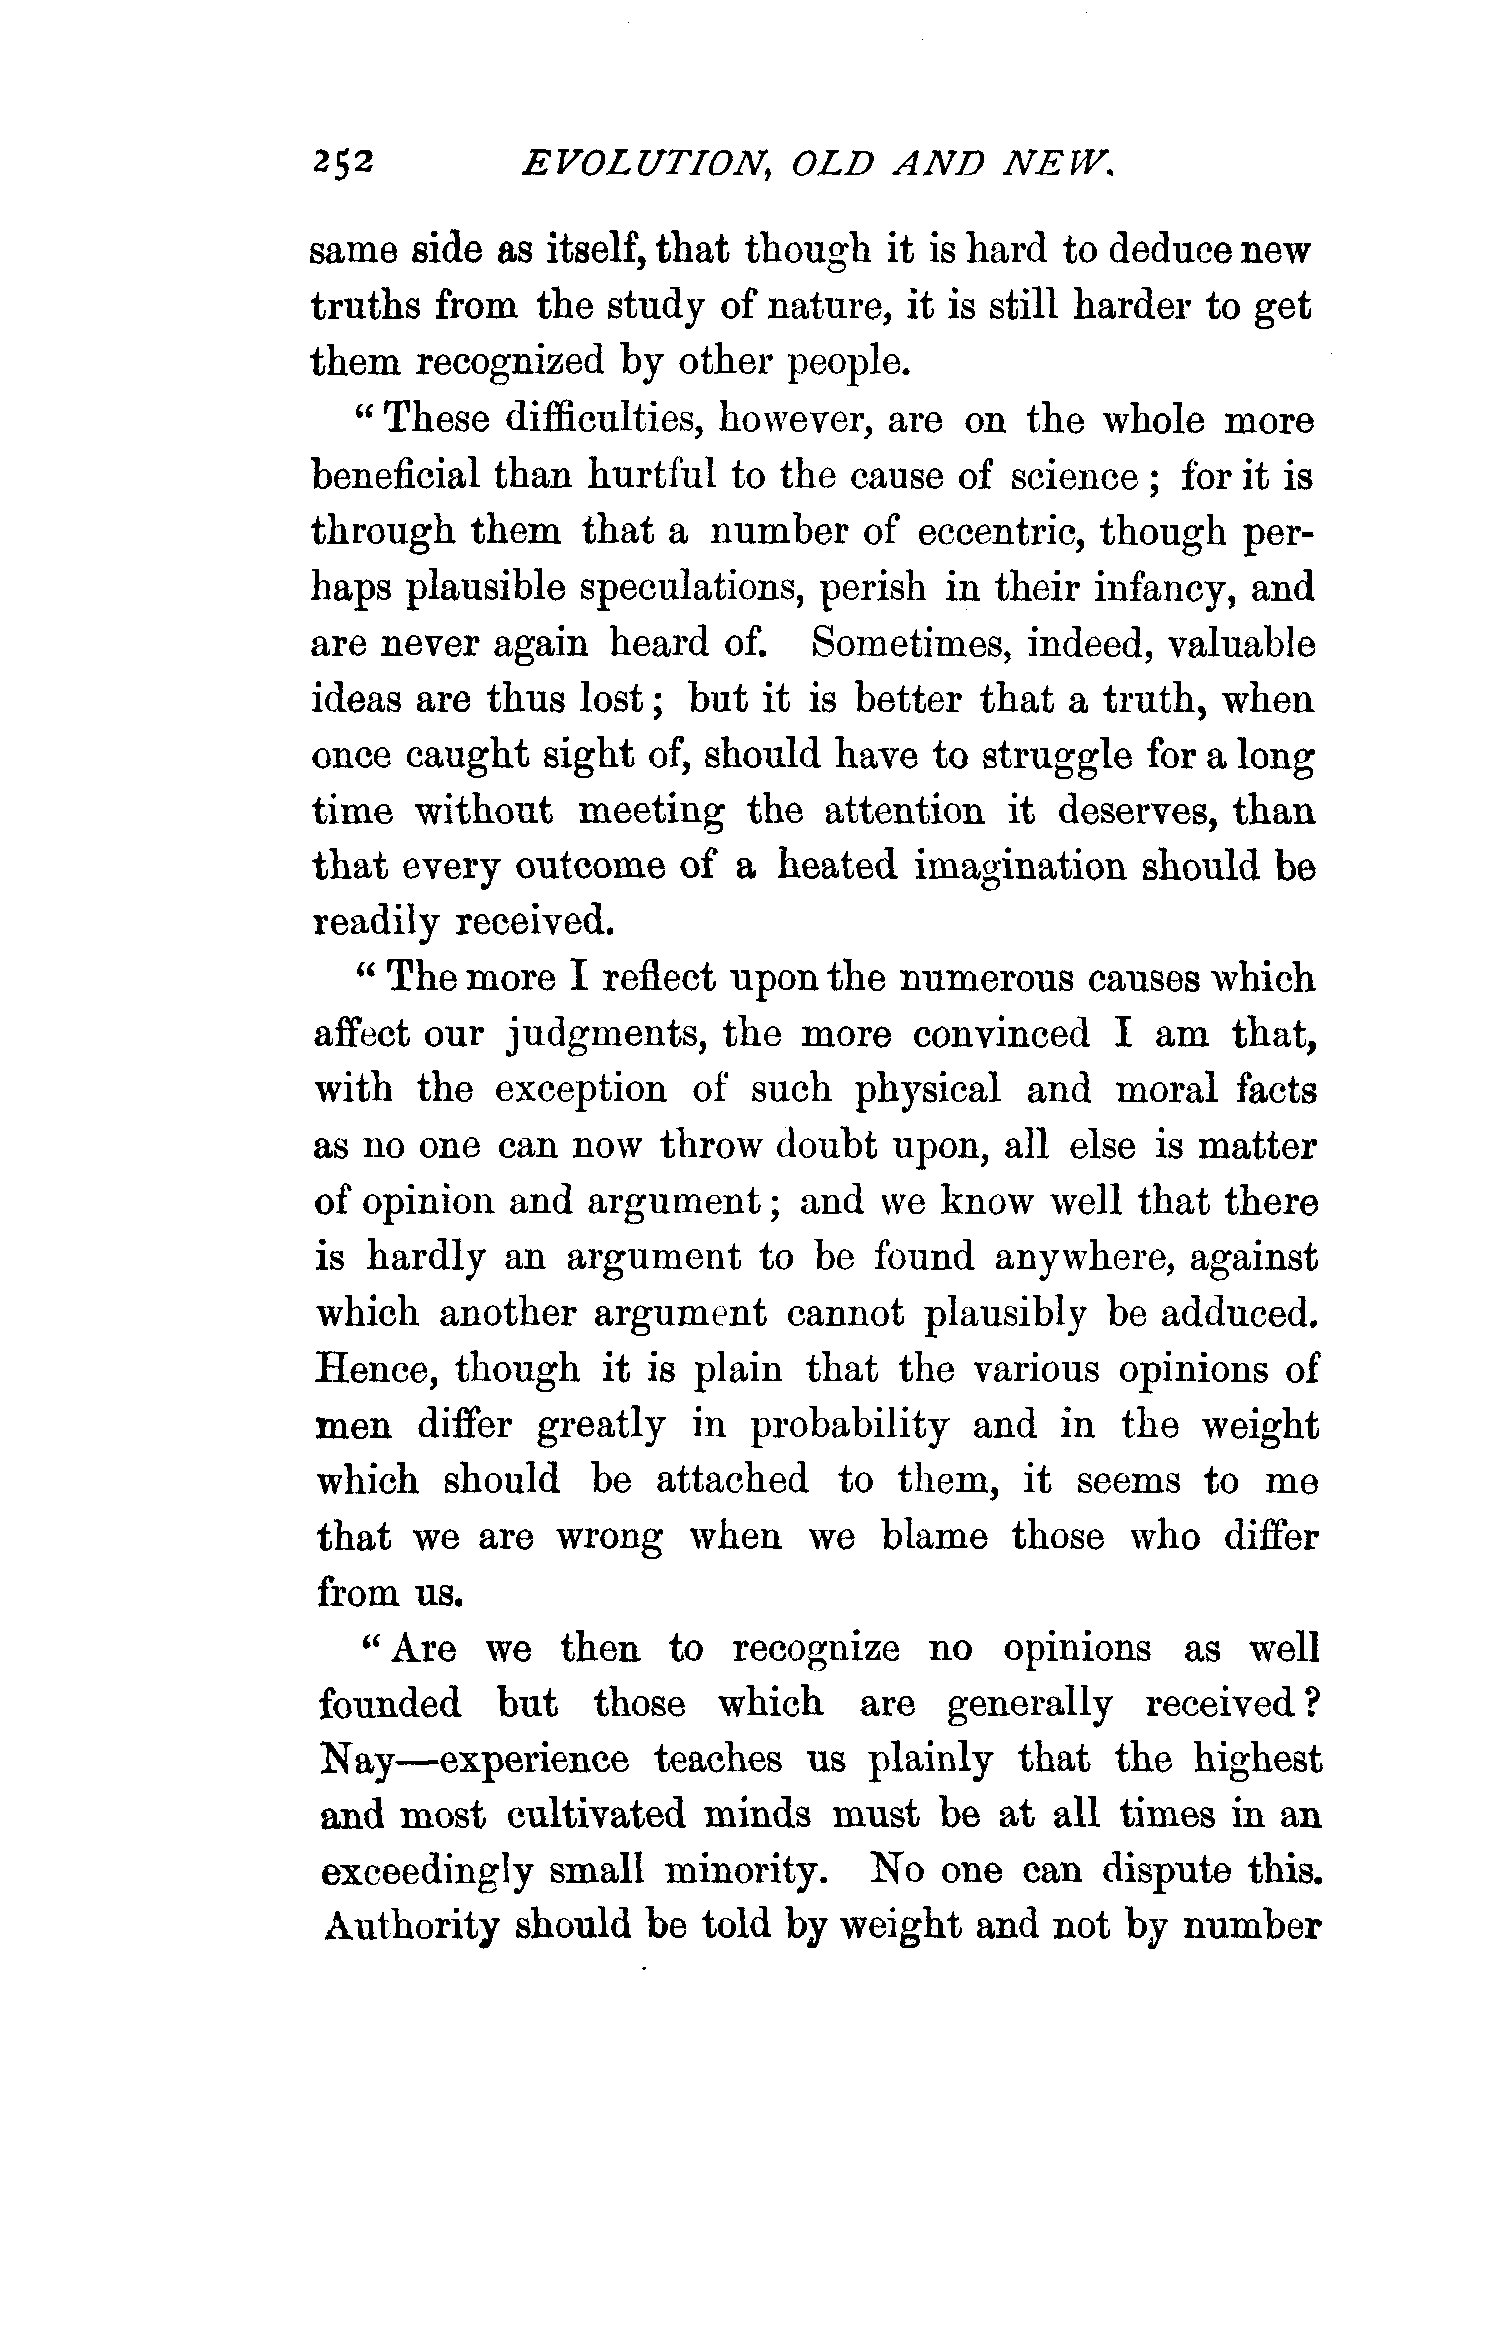 252 EVOLUTION, OLD AND NEW.
same side as itself, that though it is hard to deduce new
truths from the study of nature, it is still harder to get
them recognized by other people.
“ These difficulties, however, are on the whole more
beneficial than hurtful to the cause of science ; for it is
through them that a number of eccentric, though per-
haps plausible speculations, perish in their infancy, and
are never again heard of. Sometimes, indeed, valuable
ideas are thus lost ; but it is better that a truth, when
once caught sight of, should have to struggle for a long
time without meeting the attention it deserves, than
that every outcome of a heated imagination should be
readily received.
“ The more I reflect upon the numerous causes which
affect our judgments, the more convinced I am that,
with the exception of such physical and moral facts
as no one can now throw doubt upon, all else is matter
of opinion and argument ; and we know well that there
is hardly an argument to be found anywhere, against
which another argument cannot plausibly be adduced.
Hence, though it is plain that the various opinions of
men differ greatly in probability and in the weight
which should be attached to them, it seems to me
that we are wrong when we blame those who differ
from us.
“ Are we then to recognize no opinions as well
founded but those which are generally received ?
Nay—experience teaches us plainly that the highest
and most cultivated minds must be at all times in an
exceedingly small minority. No one can dispute this.
Authority should be told by weight and not by number